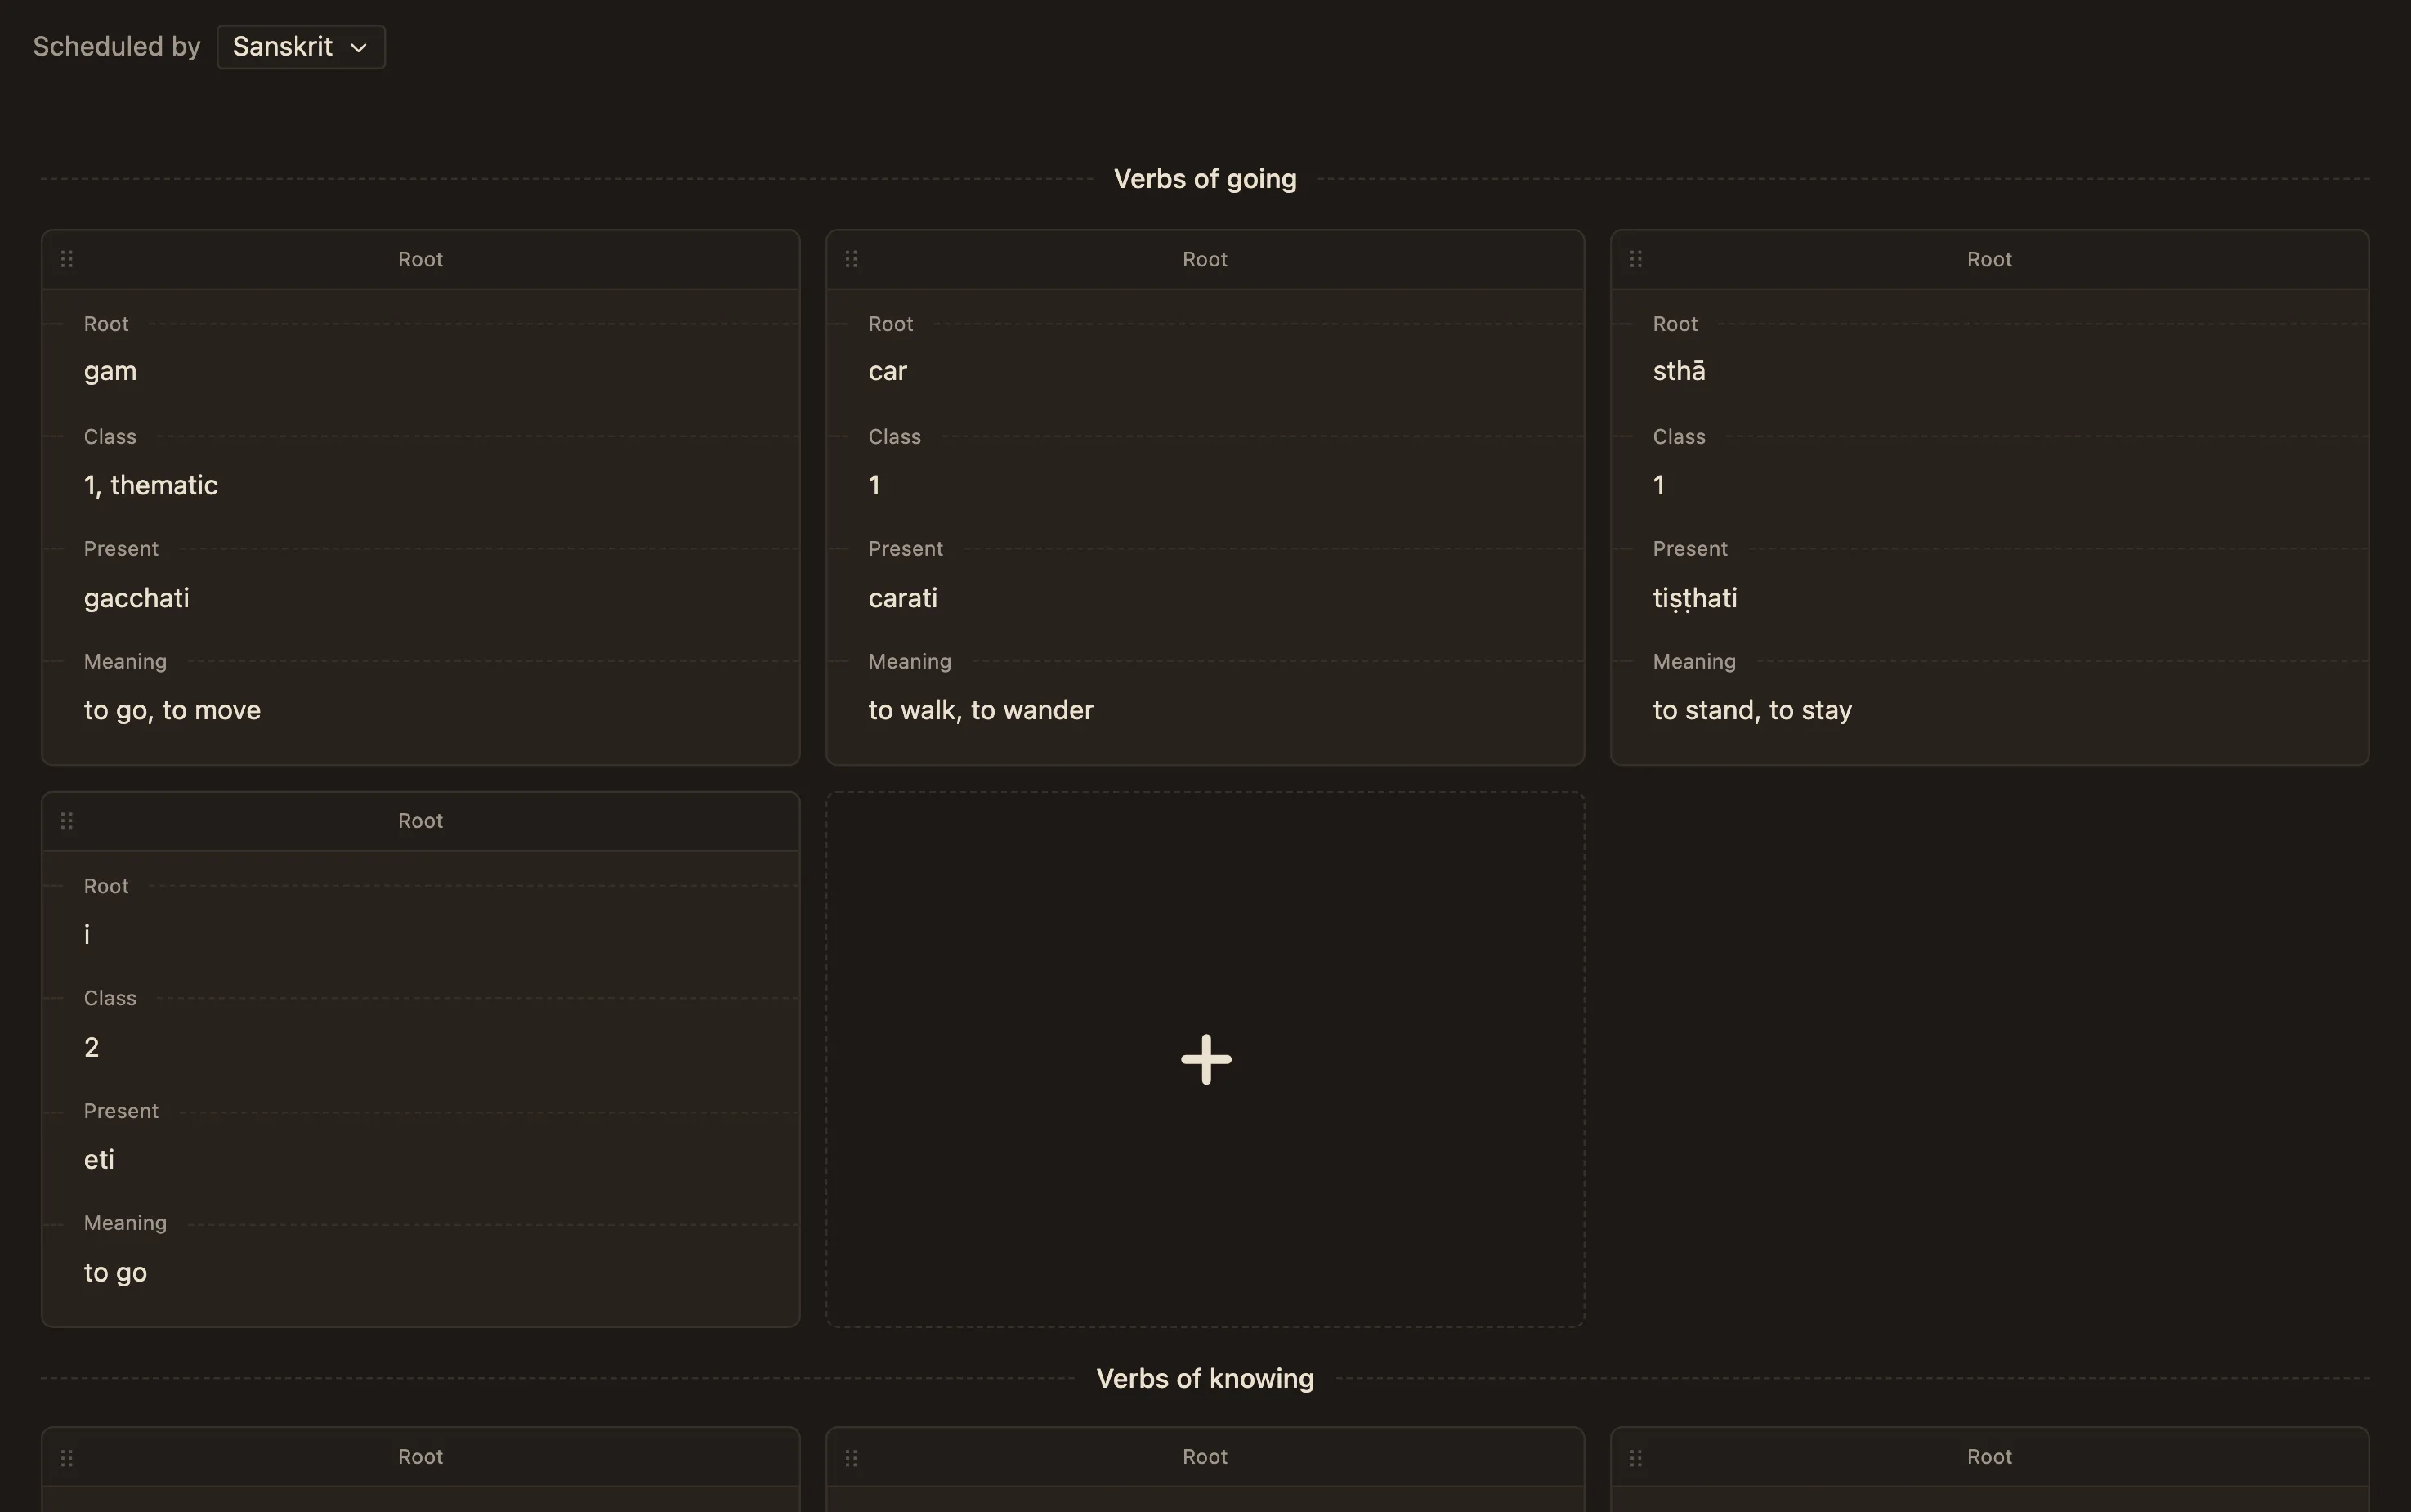 Scheduled by Sanskrit
Verbs of going
Root
Root
gam
Class
1, thematic
Present
gacchati
Meaning
to go, to move
Root
Root
car
Class
1
Present
carati
Meaning
to walk, to wander
Root
Root
sthā
Class
1
Present
tiṣṭhati
Meaning
to stand, to stay
Root
Root
i
Class
2
Present
eti
Meaning
to go
Verbs of knowing
Root
Root
Root